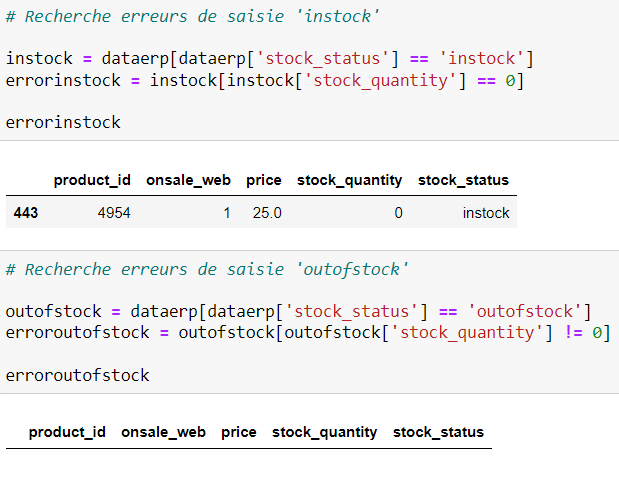 # Recherche erreurs de saisie 'instock'
instock = dataerp[dataerp['stock_status'] == 'instock']
errorinstock = instock[instock['stock_quantity'] == 0]
errorinstock
product_id onsale_web price stock_quantity stock_status
443 4954 1 25.0 0 instock
# Recherche erreurs de saisie 'outofstock'
outofstock = dataerp[dataerp['stock_status'] == 'outofstock']
erroroutofstock = outofstock[outofstock['stock_quantity'] != 0]
erroroutofstock
product_id onsale_web price stock_quantity stock_status